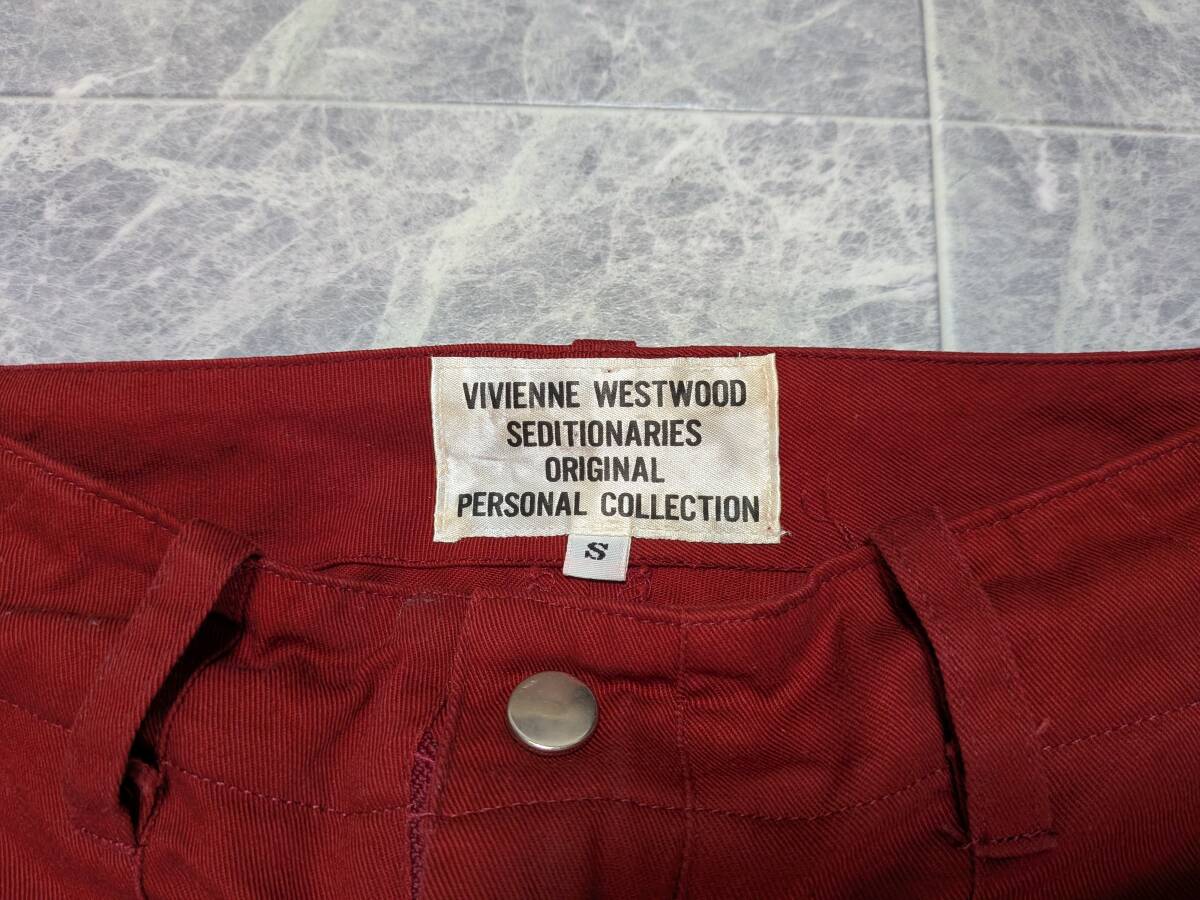 VIVIENNE WESTWOOD
SEDITIONARIES
ORIGINAL
PERSONAL COLLECTION
S